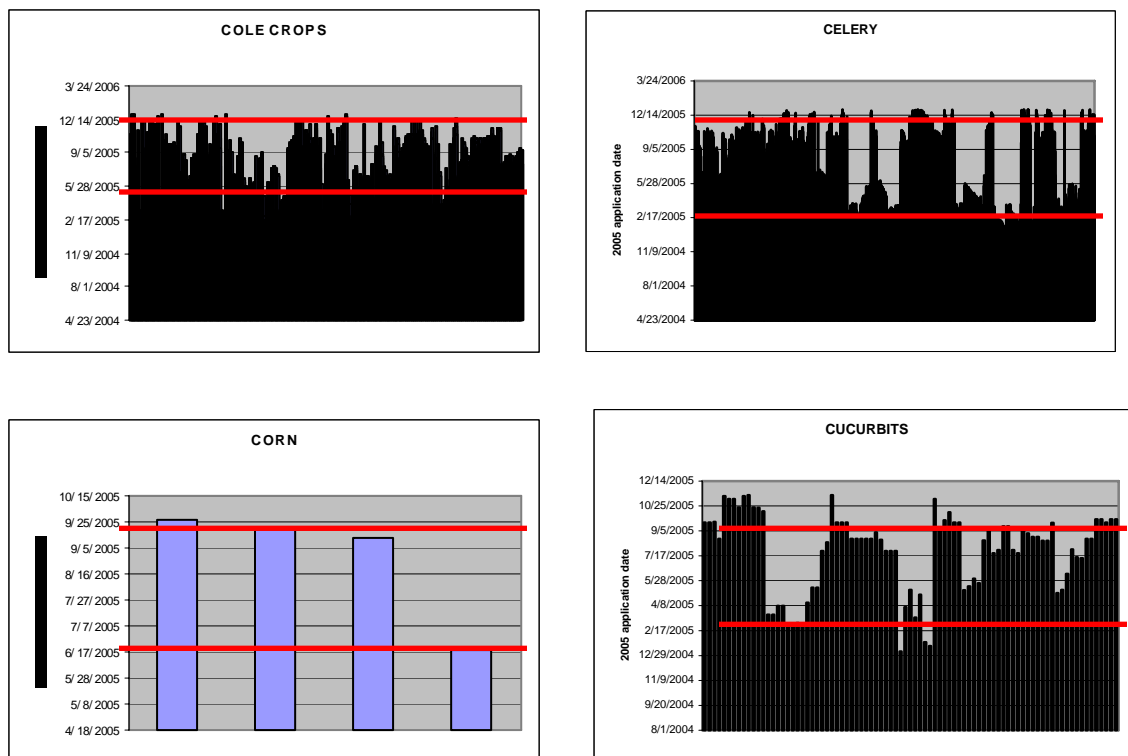 COLE CROPS
3/ 24/ 2006
12/ 14/ 2005
9/ 5/ 2005
5/ 28/ 2005
2/ 17/ 2005
11/ 9/ 2004
8/ 1/ 2004
4/ 23/ 2004
CELERY
2005 application date
3/24/2006
12/14/2005
9/5/2005
5/28/2005
2/17/2005
11/9/2004
8/1/2004
4/23/2004
CORN
10/ 15/ 2005
9/ 25/ 2005
9/ 5/ 2005
8/ 16/ 2005
7/ 27/ 2005
7/ 7/ 2005
6/ 17/ 2005
5/ 28/ 2005
5/ 8/ 2005
4/ 18/ 2005
CUCURBITS
2005 application date
12/14/2005
10/25/2005
9/5/2005
7/17/2005
5/28/2005
4/8/2005
2/17/2005
12/29/2004
11/9/2004
9/20/2004
8/1/2004